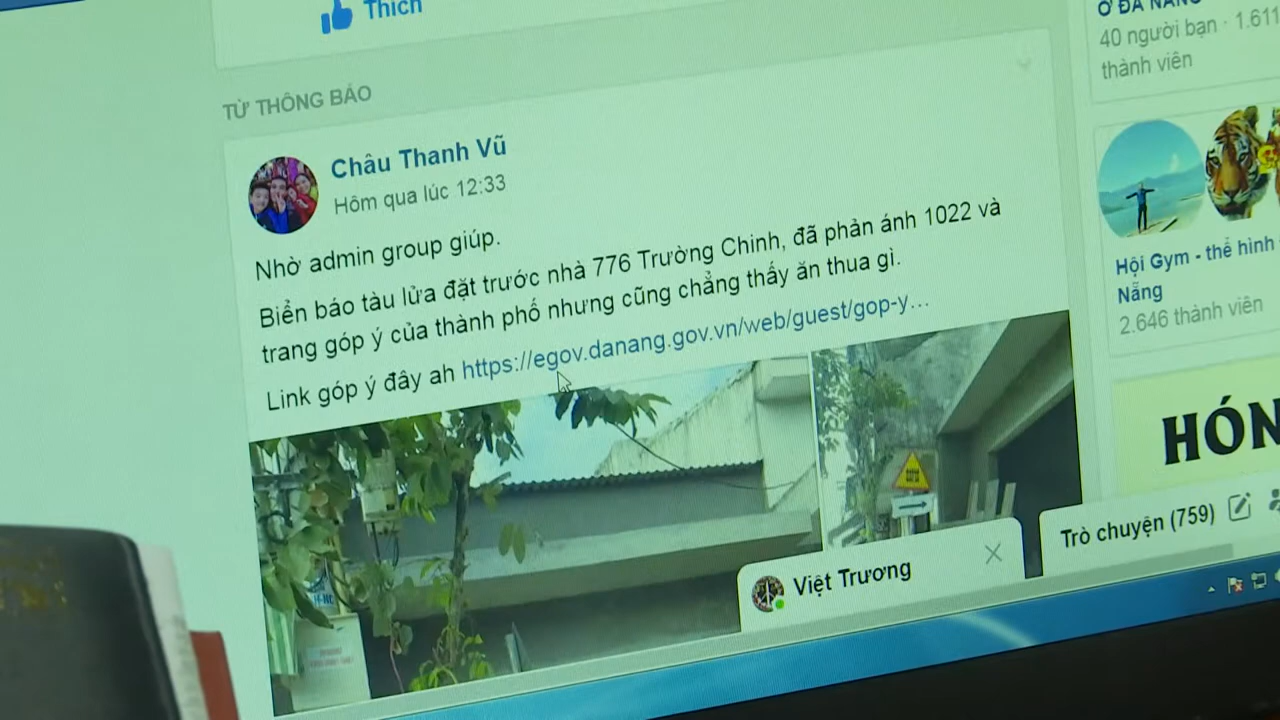 Thích
TỪ THÔNG BÁO
Châu Thanh Vũ
Hôm qua lúc 12:33
Nhờ admin group giúp.
Biển báo tàu lửa đặt trước nhà 776 Trường Chinh, đã phản ánh 1022 và
trang góp ý của thành phố nhưng cũng chẳng thấy ăn thua gì.
Link góp ý đây ah https://egov.danang.gov.vn/web/guest/gop-y...
Ở ĐÀ NẴNG
40 người bạn · 1.611
thành viên
Hội Gym - thể hình
Nẵng
2.646 thành viên
HÓN
Việt Trương
Trò chuyện (759)